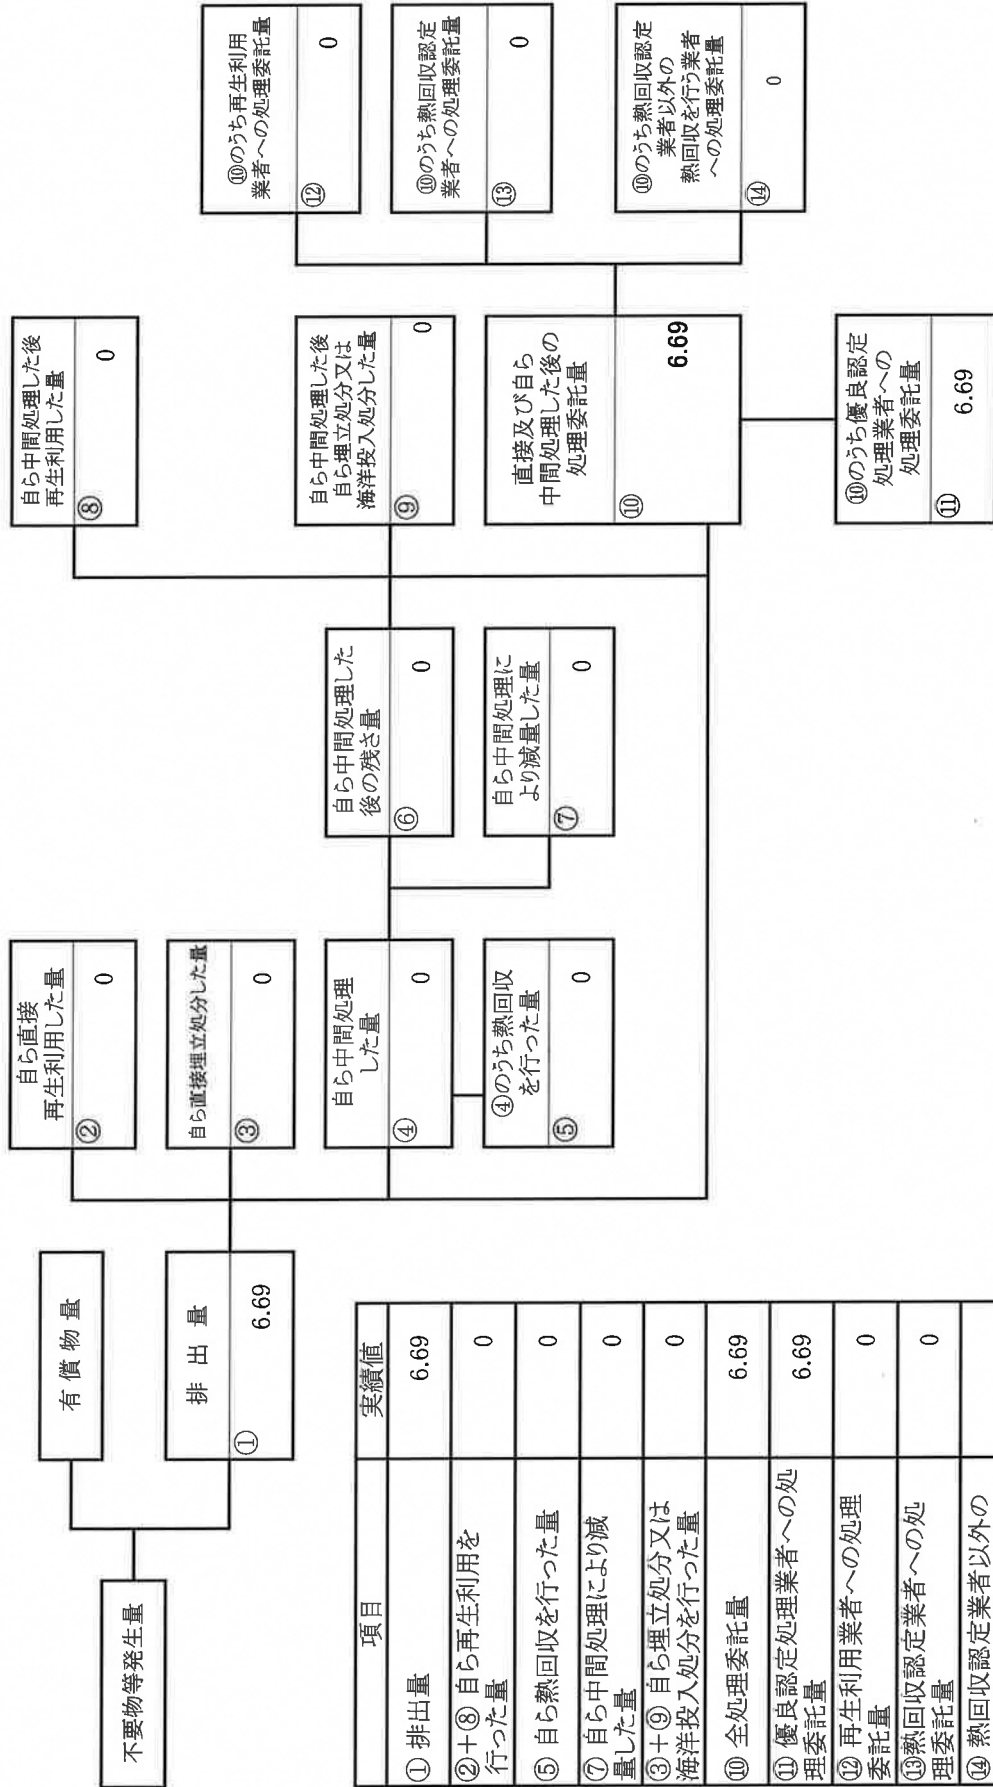 不要物等発生量
有償物量
排出量
①
6.69
自ら直接
再生利用した量
②
0
自ら直接埋立処分した量
③
0
自ら中間処理
した量
④
0
④のうち熱回収
を行った量
⑤
0
自ら中間処理した
後の残さ量
⑥
0
自ら中間処理に
より減量した量
⑦
0
自ら中間処理した後
再生利用した量
⑧
0
自ら中間処理した後
自ら埋立処分又は
海洋投入処分した量
⑨
0
直接及び自ら
中間処理した後の
処理委託量
⑩
6.69
⑩のうち優良認定
処理業者への
処理委託量
⑪
6.69
⑩のうち再生利用
業者への処理委託量
⑫
0
⑩のうち熱回収認定
業者への処理委託量
⑬
0
⑩のうち熱回収認定
業者以外の
熱回収を行う業者
への処理委託量
⑭
0
項目 実績値
① 排出量 6.69
②+⑧ 自ら再生利用を
行った量 0
⑤ 自ら熱回収を行った量 0
⑦ 自ら中間処理により減
量した量 0
③+⑨ 自ら埋立処分又は
海洋投入処分を行った量 0
⑩ 全処理委託量 6.69
⑪ 優良認定処理業者への処
理委託量 6.69
⑫ 再生利用業者への処理
委託量 0
⑬熱回収認定業者への処
理委託量 0
⑭ 熱回収認定業者以外の